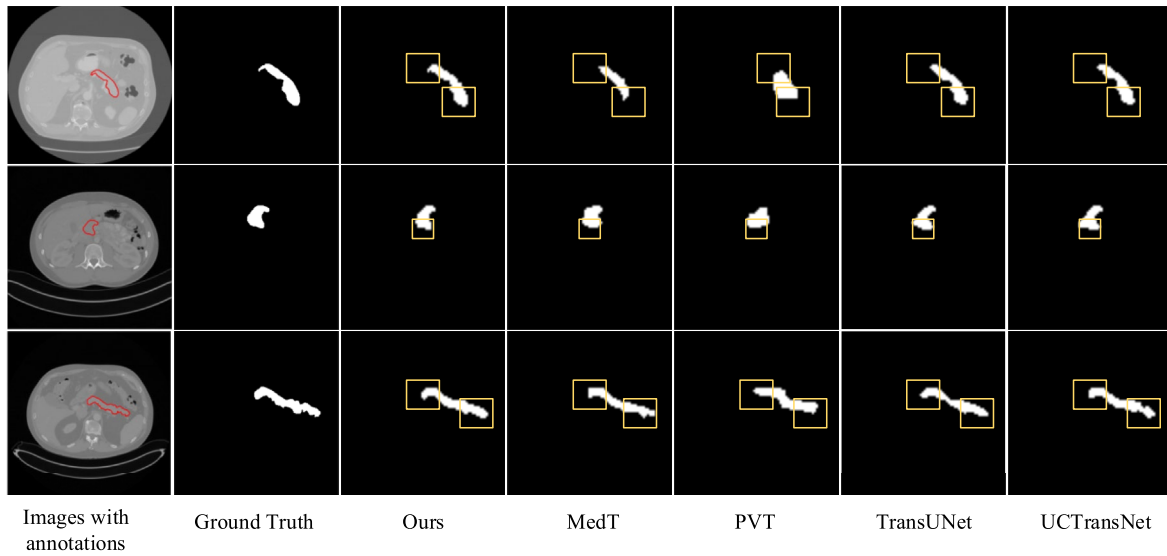 Images with
annotations
Ground Truth
Ours
MedT
PVT
TransUNet
UCTransNet